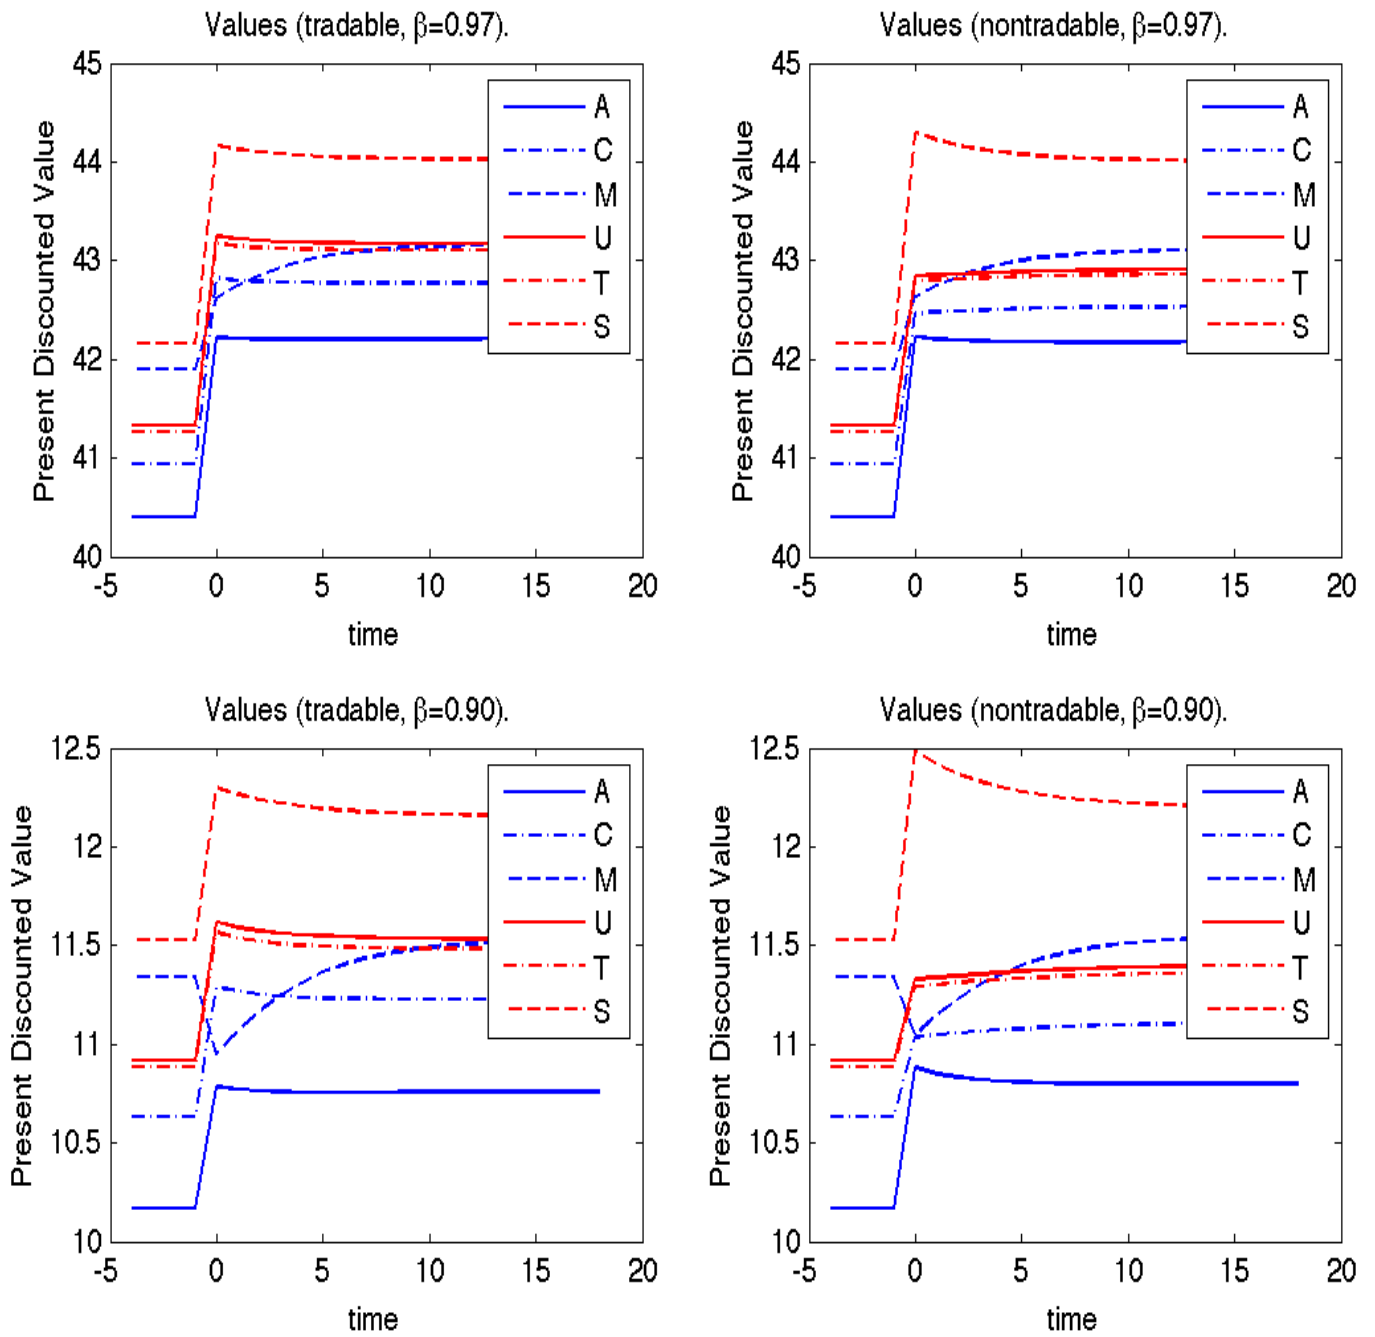 Values (tradable, β=0.97).
Present Discounted Value
45
44
43
42
41
40
-5
0
5
10
15
20
time
A
C
M
U
T
S
Values (nontradable, β=0.97).
Present Discounted Value
45
44
43
42
41
40
-5
0
5
10
15
20
time
A
C
M
U
T
S
Values (tradable, β=0.90).
Present Discounted Value
12.5
12
11.5
11
10.5
10
-5
0
5
10
15
20
time
A
C
M
U
T
S
Values (nontradable, β=0.90).
Present Discounted Value
12.5
12
11.5
11
10.5
10
-5
0
5
10
15
20
time
A
C
M
U
T
S